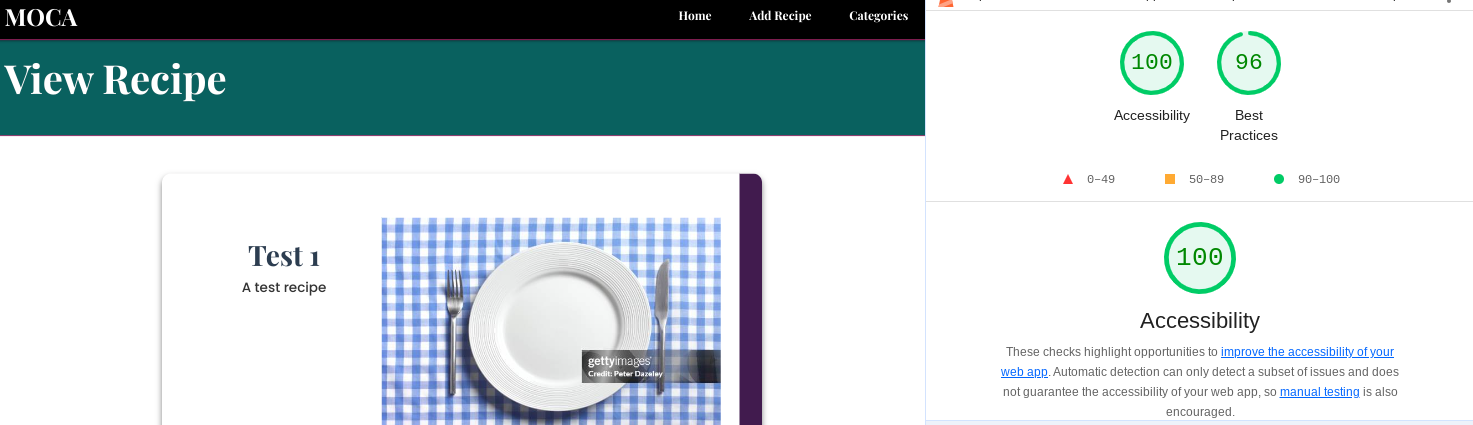 MOCA
Home Add Recipe Categories
View Recipe
Test 1
A test recipe
gettyimages®
Credit: Peter Dazeley
100
96
Accessibility
Best
Practices
0–49
50–89
90–100
100
Accessibility
These checks highlight opportunities to improve the accessibility of your
web app. Automatic detection can only detect a subset of issues and does
not guarantee the accessibility of your web app, so manual testing is also
encouraged.